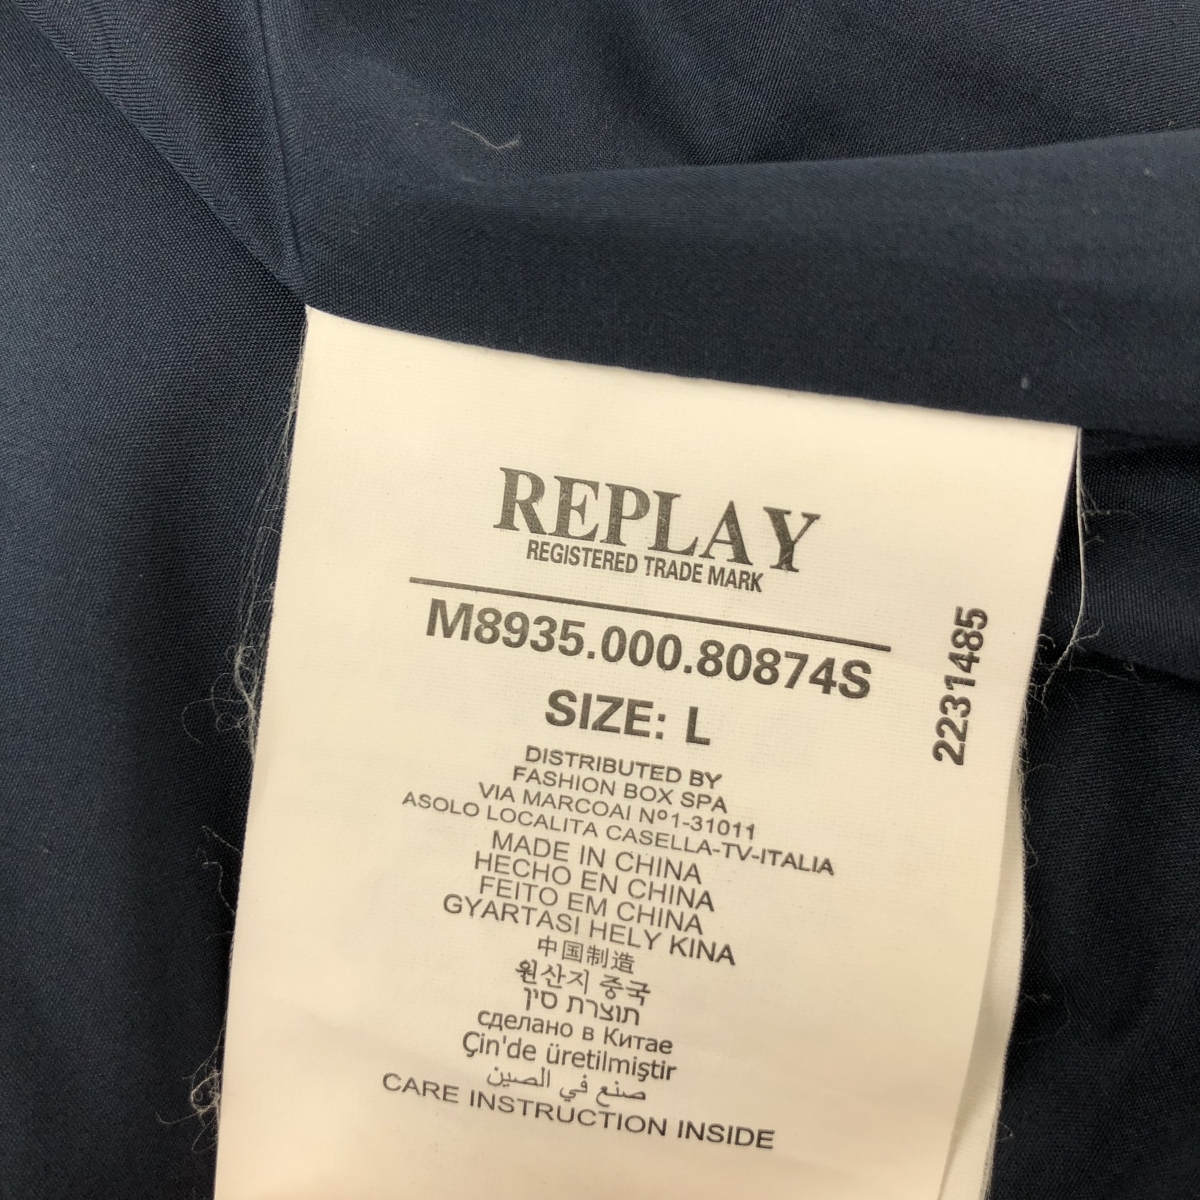 REPLAY
REGISTERED TRADE MARK
M8935.000.80874S
SIZE: L
2231485
DISTRIBUTED BY
FASHION BOX SPA
VIA MARCOAI Nº1-31011
ASOLO LOCALITA CASELLA-TV-ITALIA
MADE IN CHINA
HECHO EN CHINA
FEITO EM CHINA
GYARTASI HELY KINA
中国制造
원산지 중국
תוצרת סין
сделано в Китае
Çin'de üretilmiştir
صنع في الصين
CARE INSTRUCTION INSIDE